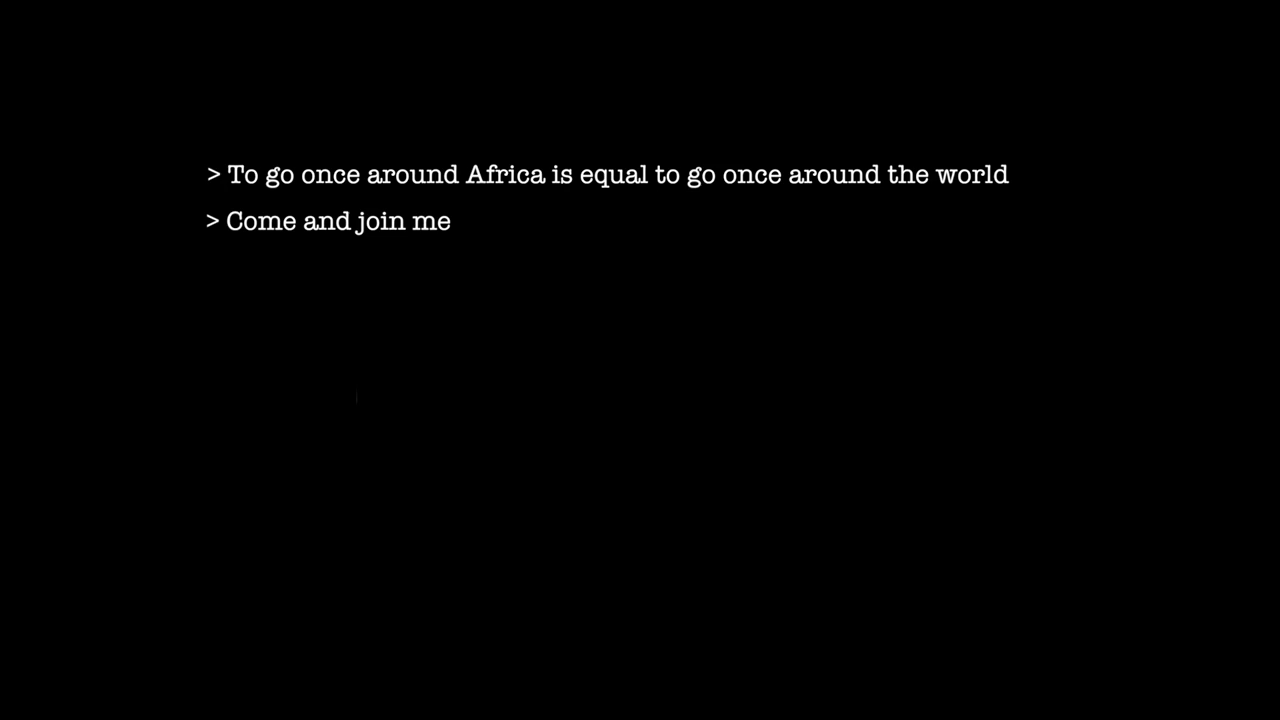 > To go once around Africa is equal to go once around the world
> Come and join me